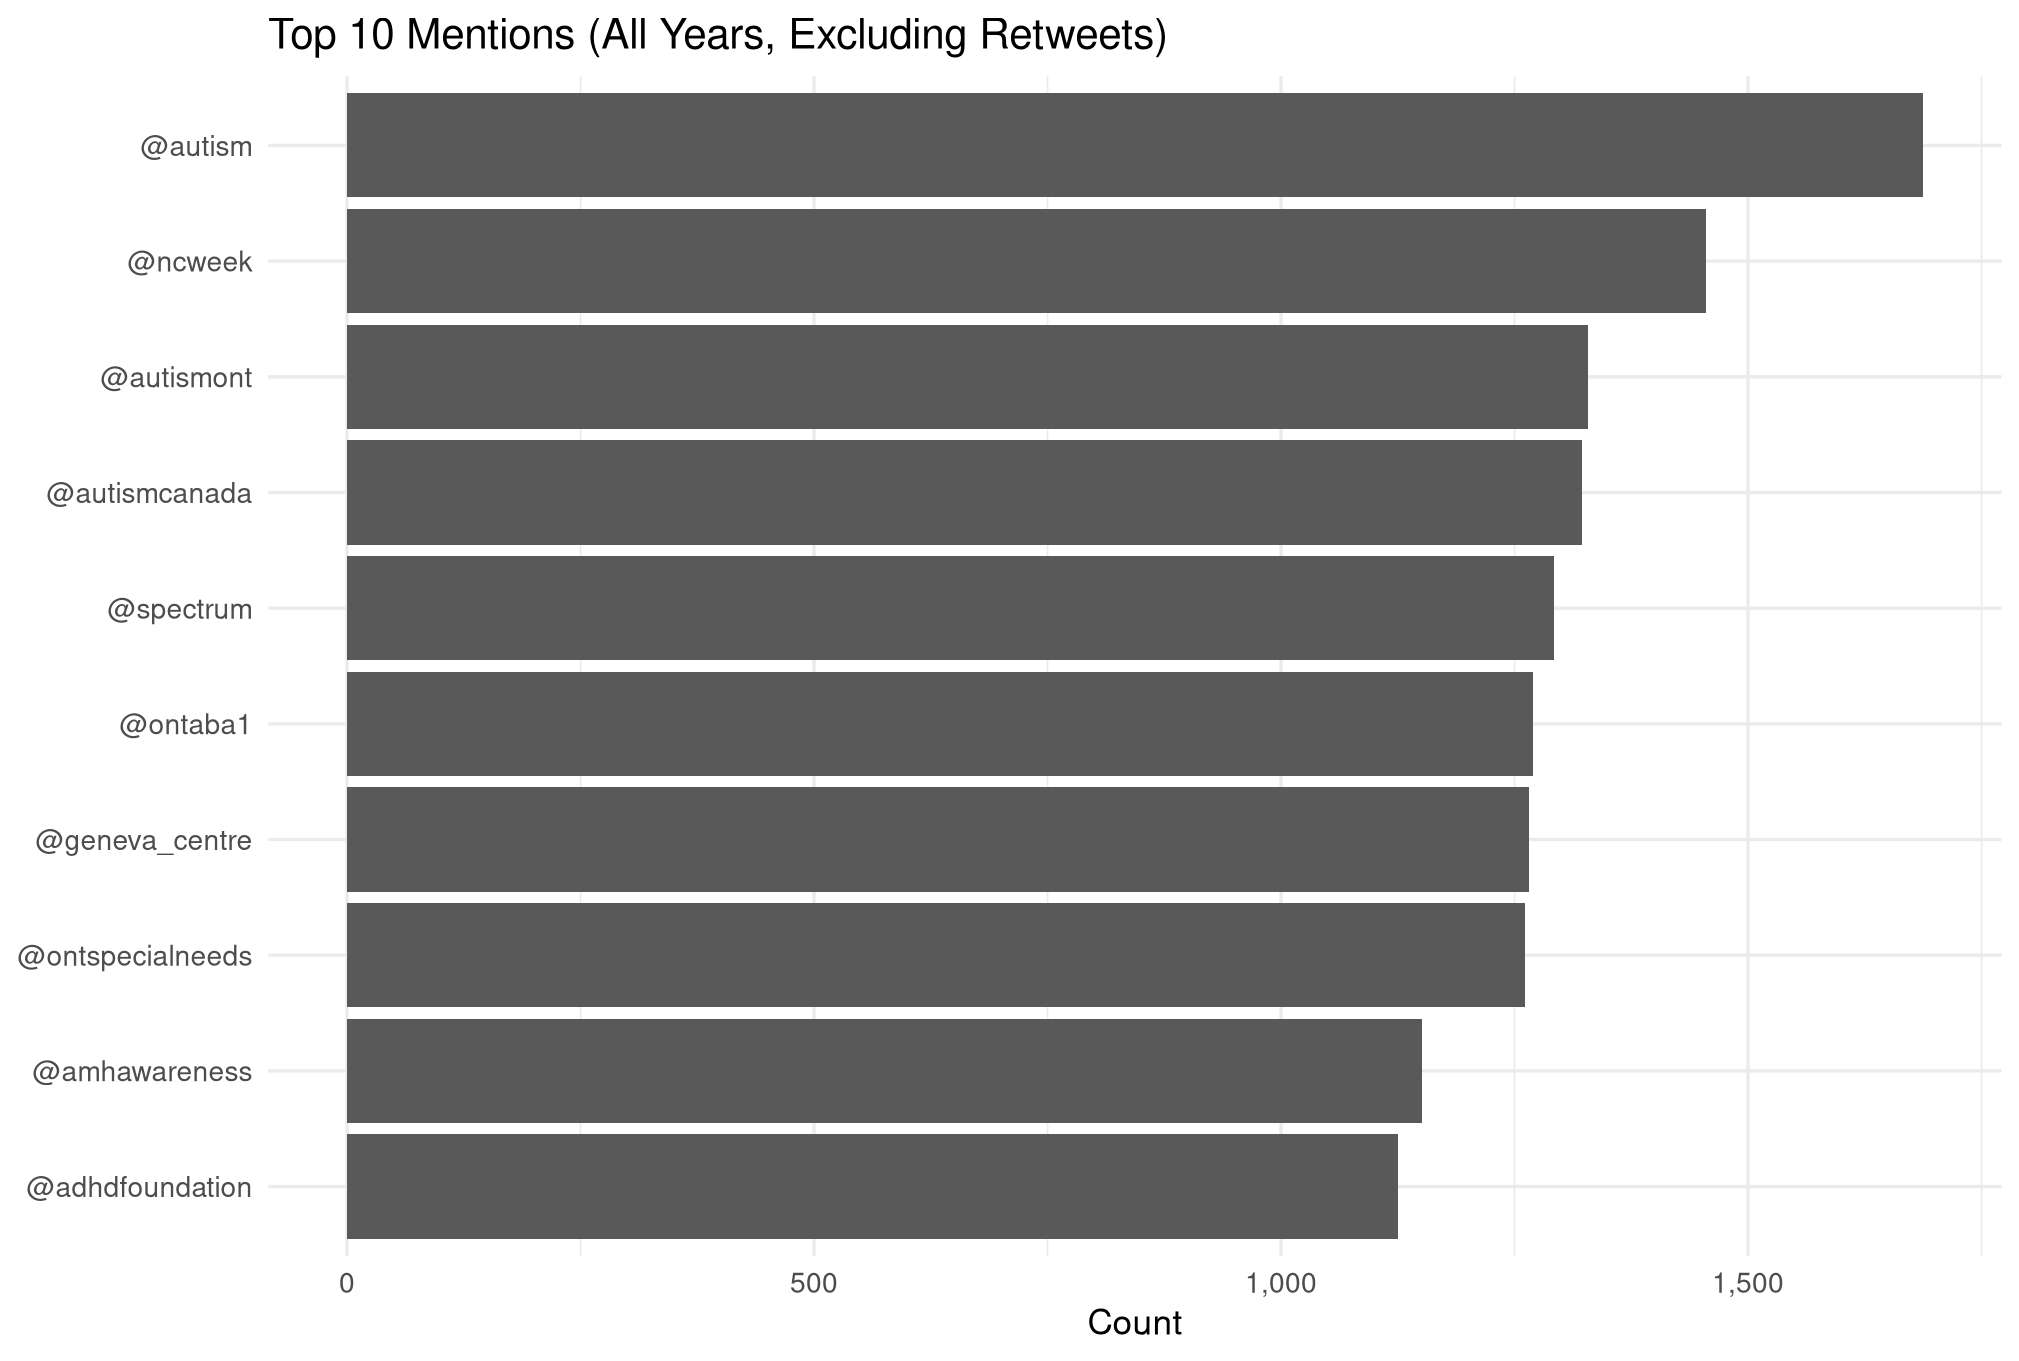 Top 10 Mentions (All Years, Excluding Retweets)
@autism
@ncweek
@autismont
@autismcanada
@spectrum
@ontaba1
@geneva_centre
@ontspecialneeds
@amhawareness
@adhdfoundation
0 500 1,000 1,500
Count